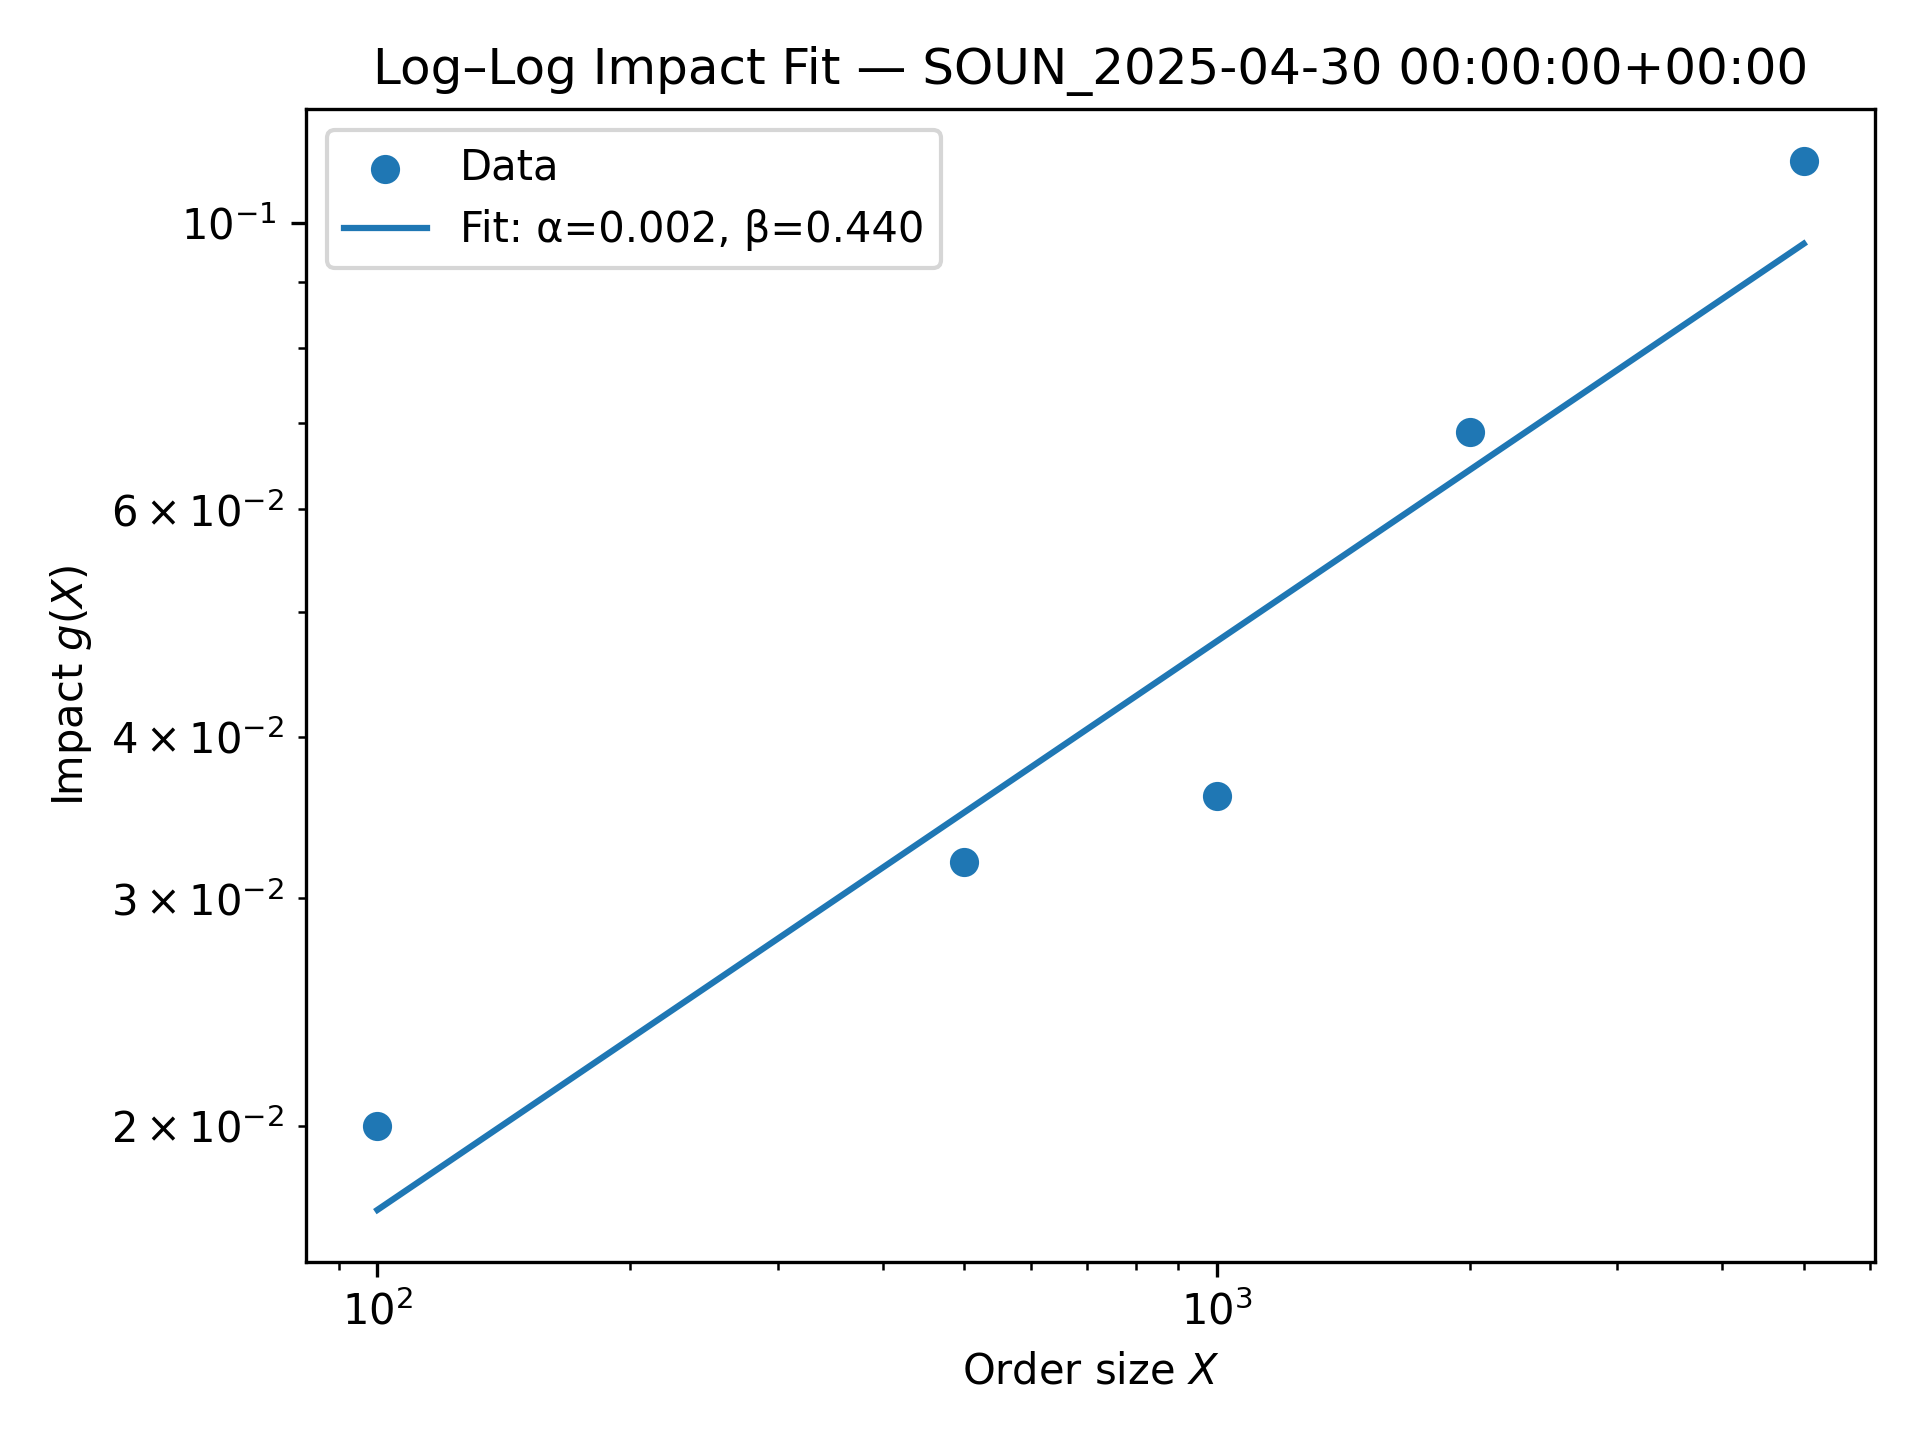 Log–Log Impact Fit — SOUN_2025-04-30 00:00:00+00:00
Data
Fit: α=0.002, β=0.440
10⁻¹
6 × 10⁻²
4 × 10⁻²
3 × 10⁻²
2 × 10⁻²
Impact g(X)
10² 10³
Order size X